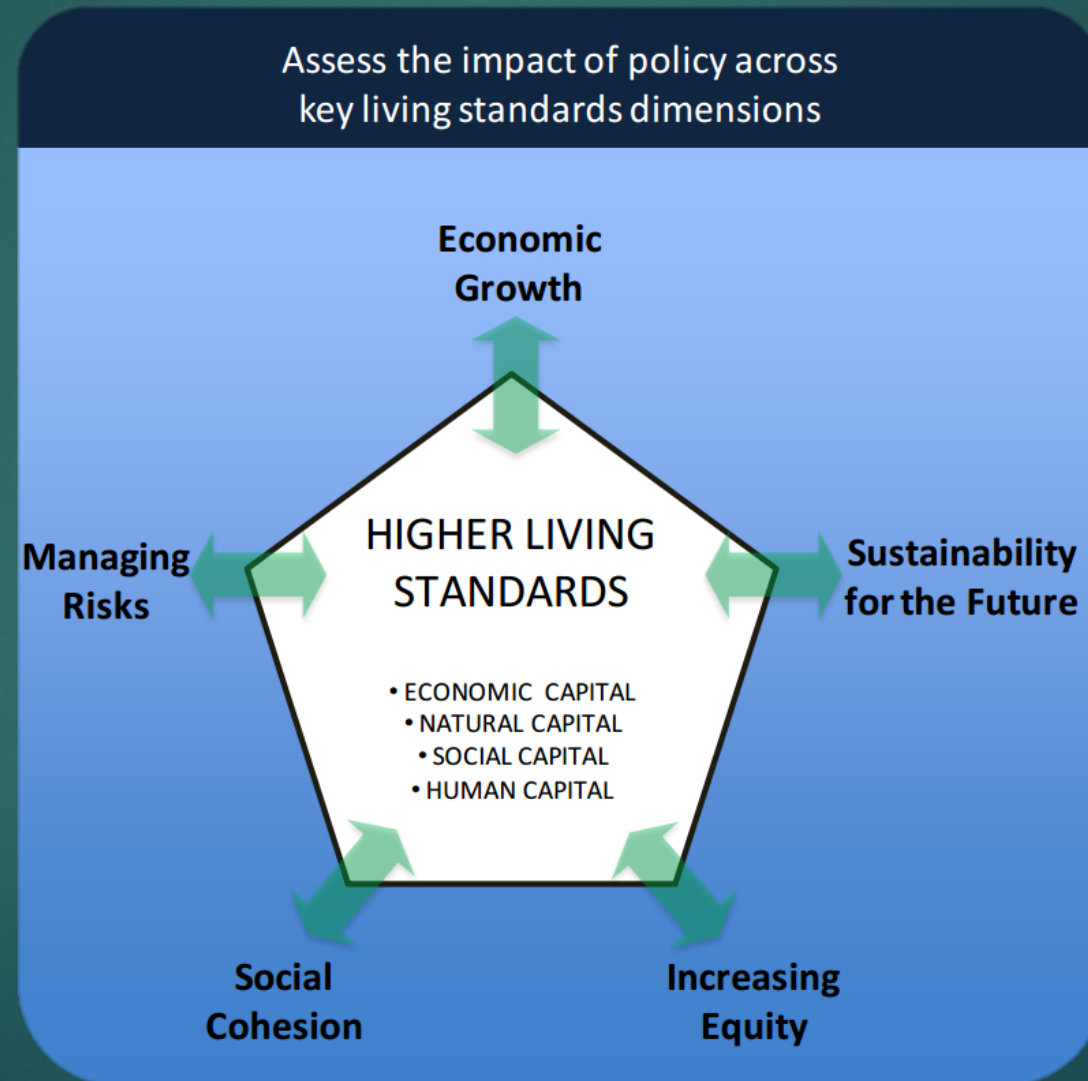 Assess the impact of policy across
key living standards dimensions
Economic
Growth
Managing
Risks
HIGHER LIVING
STANDARDS
Sustainability
for the Future
• ECONOMIC CAPITAL
• NATURAL CAPITAL
• SOCIAL CAPITAL
• HUMAN CAPITAL
Social
Cohesion
Increasing
Equity